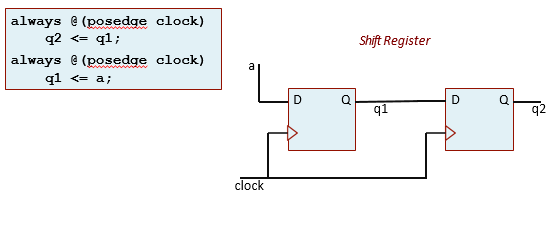 always @(posedge clock)
q2 <= q1;
always @(posedge clock)
q1 <= a;
Shift Register
a
D Q
q1
D Q
q2
clock